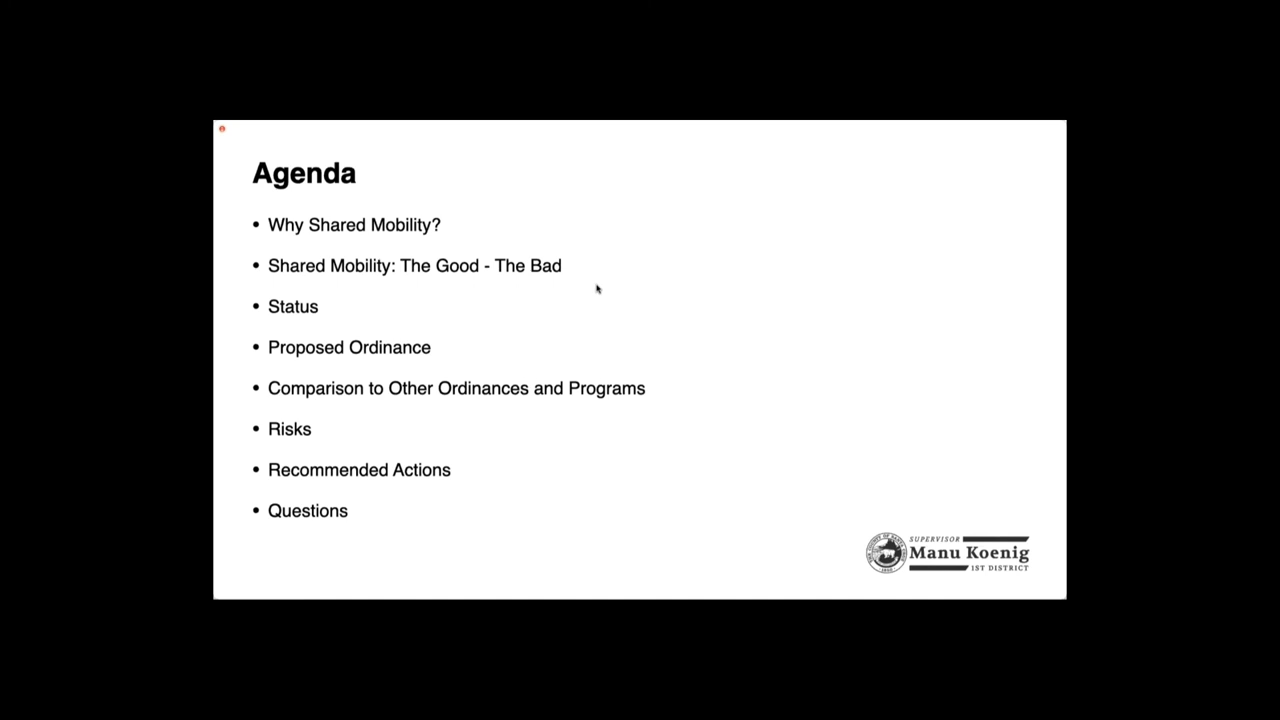 Agenda
• Why Shared Mobility?
• Shared Mobility: The Good - The Bad
• Status
• Proposed Ordinance
• Comparison to Other Ordinances and Programs
• Risks
• Recommended Actions
• Questions
SUPERVISOR
Manu Koenig
1ST DISTRICT